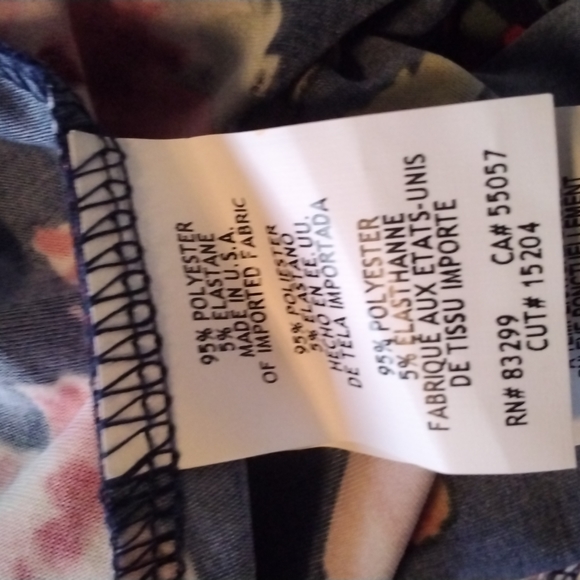 95% POLYESTER
5% ELASTANE
MADE IN U.S.A.
OF IMPORTED FABRIC
95% POLIESTER
5% ELASTANO
HECHO EN EE.UU.
DE TELA IMPORTADA
95% POLYESTER
5% ELASTHANNE
FABRIQUE AUX ETATS-UNIS
DE TISSU IMPORTE
RN# 83299 CA# 55057
CUT# 15204